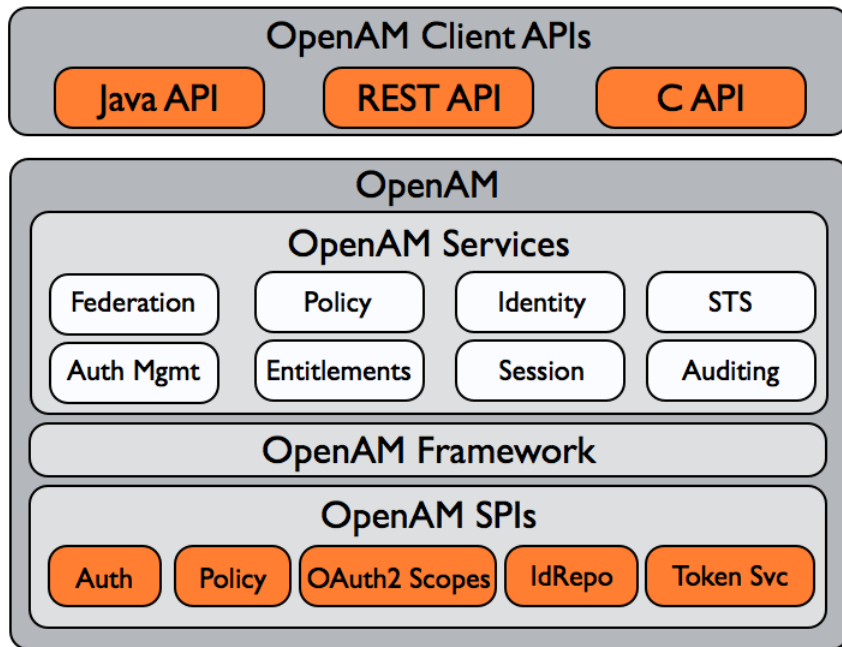 OpenAM Client APIs
Java API
REST API
C API
OpenAM
OpenAM Services
Federation
Policy
Identity
STS
Auth Mgmt
Entitlements
Session
Auditing
OpenAM Framework
OpenAM SPIs
Auth
Policy
OAuth2 Scopes
IdRepo
Token Svc